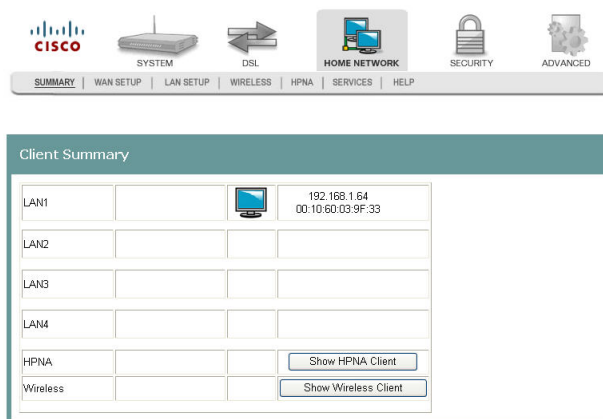 CISCO
SYSTEM DSL HOME NETWORK SECURITY ADVANCED
SUMMARY | WAN SETUP | LAN SETUP | WIRELESS | HPNA | SERVICES | HELP
Client Summary
LAN1 192.168.1.64
00:10:60:03:9F:33
LAN2
LAN3
LAN4
HPNA Show HPNA Client
Wireless Show Wireless Client